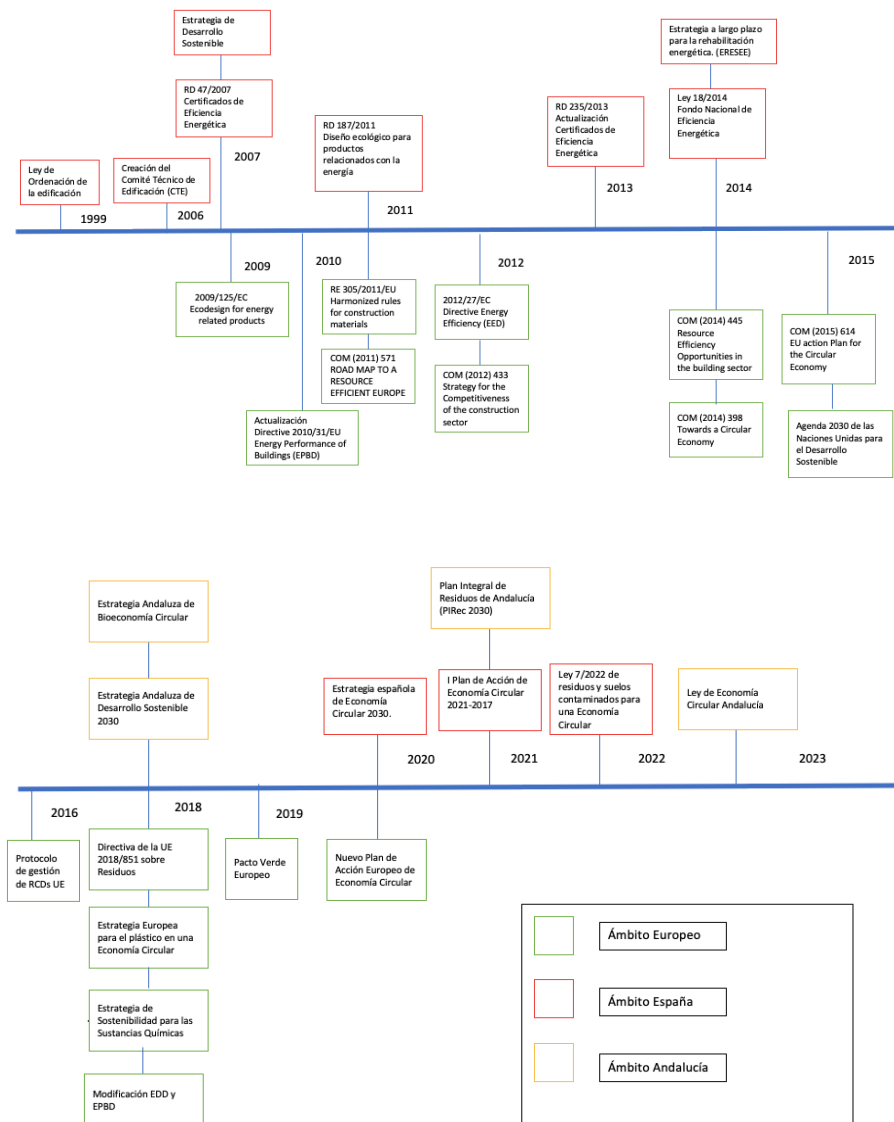 Estrategia de
Desarrollo
Sostenible
RD 47/2007
Certificados de
Eficiencia
Energética
2007
Ley de
Ordenación de
la edificación
1999
Creación del
Comité Técnico de
Edificación (CTE)
2006
RD 187/2011
Diseño ecológico para
productos
relacionados con la
energía
2011
RD 235/2013
Actualización
Certificados de
Eficiencia
Energética
2013
Estrategia a largo plazo
para la rehabilitación
energética. (ERESEE)
Ley 18/2014
Fondo Nacional de
Eficiencia
Energética
2014
2009
2009/125/EC
Ecodesign for energy
related products
2010
Actualización
Directive 2010/31/EU
Energy Performance of
Buildings (EPBD)
RE 305/2011/EU
Harmonized rules
for construction
materials
COM (2011) 571
ROAD MAP TO A
RESOURCE
EFFICIENT EUROPE
2012
2012/27/EC
Directive Energy
Efficiency (EED)
COM (2012) 433
Strategy for the
Competitiveness
of the construction
sector
COM (2014) 445
Resource
Efficiency
Opportunities in
the building sector
COM (2014) 398
Towards a Circular
Economy
2015
COM (2015) 614
EU action Plan for
the Circular
Economy
Agenda 2030 de las
Naciones Unidas para
el Desarrollo
Sostenible
Estrategia Andaluza de
Bioeconomía Circular
Estrategia Andaluza de
Desarrollo Sostenible
2030
Estrategia española
de Economía
Circular 2030.
2020
Plan Integral de
Residuos de Andalucía
(PIRec 2030)
I Plan de Acción de
Economía Circular
2021-2017
2021
Ley 7/2022 de
residuos y suelos
contaminados para
una Economía
Circular
2022
Ley de Economía
Circular Andalucía
2023
2016
Protocolo
de gestión
de RCDs UE
2018
Directiva de la UE
2018/851 sobre
Residuos
Estrategia Europea
para el plástico en una
Economía Circular
Estrategia de
Sostenibilidad para las
Sustancias Químicas
Modificación EDD y
EPBD
2019
Pacto Verde
Europeo
Nuevo Plan de
Acción Europeo de
Economía Circular
Ámbito Europeo
Ámbito España
Ámbito Andalucía